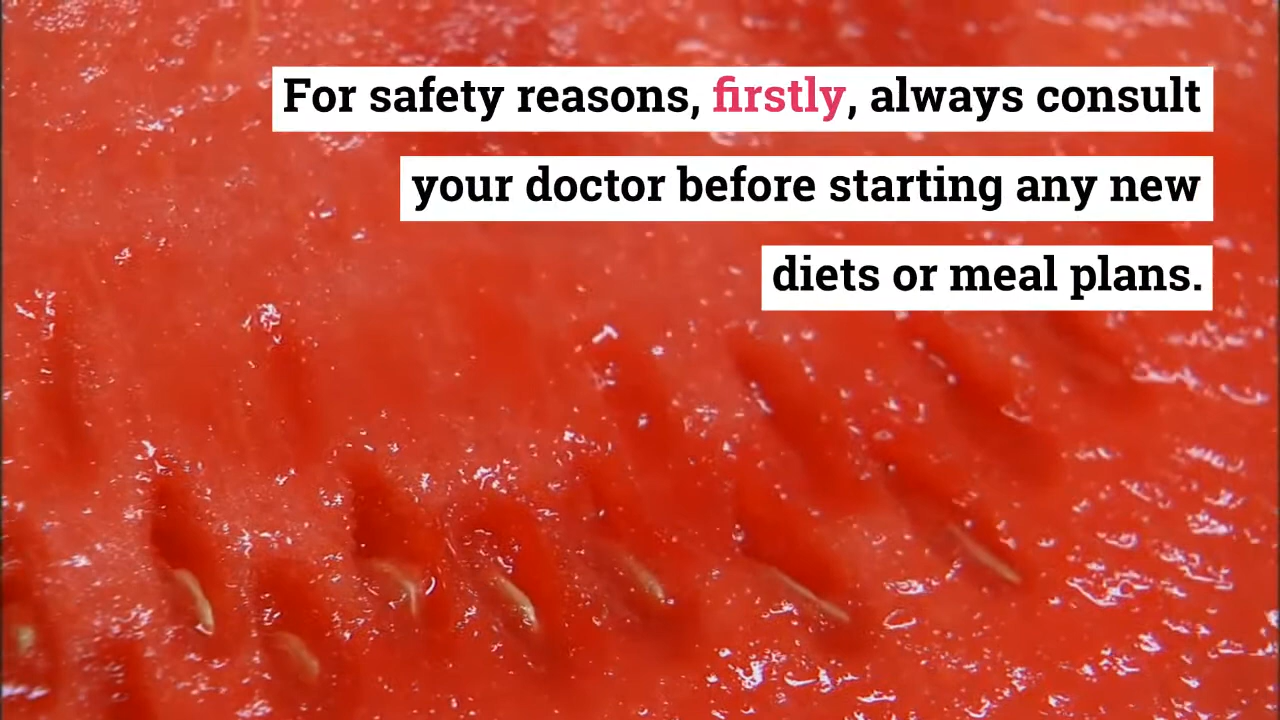 For safety reasons, firstly, always consult
your doctor before starting any new
diets or meal plans.